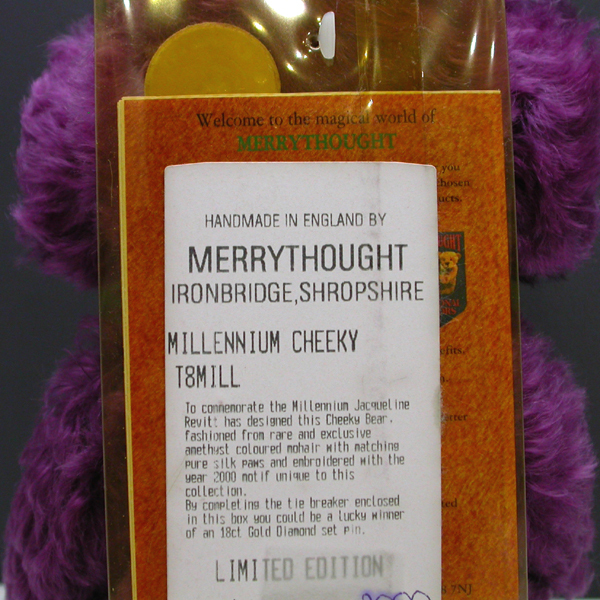 Welcome to the magical world of
MERRYTHOUGHT
you
HANDMADE IN ENGLAND BY
MERRYTHOUGHT
IRONBRIDGE,SHROPSHIRE
MILLENNIUM CHEEKY
T8MILL
To commemorate the Millennium Jacqueline
Revitt has designed this Cheeky Bear.
fashioned from rare and exclusive
amethyst coloured mohair with matching
pure silk paws and embroidered with the
year 2000 motif unique to this
collection.
By completing the tie breaker enclosed
in this box you could be a lucky winner
of an 18ct Gold Diamond set pin.
LIMITED EDITION
7NJ